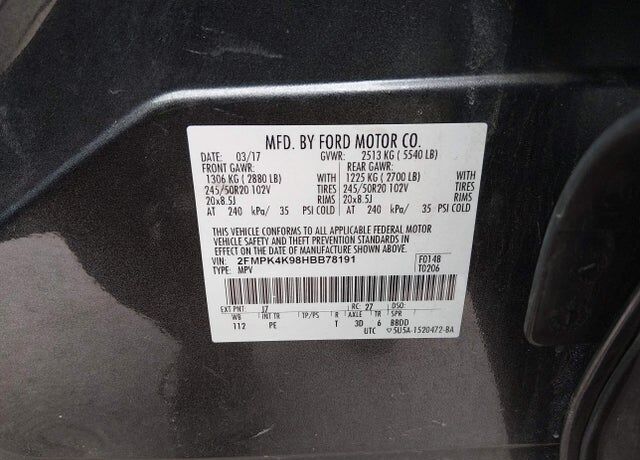 MFD. BY FORD MOTOR CO.
DATE: 03/17 GVWR: 2513 KG ( 5540 LB)
FRONT GAWR: REAR GAWR:
1306 KG ( 2880 LB) 1225 KG ( 2700 LB)
245/50R20 102V TIRES 245/50R20 102V TIRES
20x8.5J RIMS 20x8.5J RIMS
AT 240 kPa/ 35 PSI COLD AT 240 kPa/ 35 PSI COLD
THIS VEHICLE CONFORMS TO ALL APPLICABLE FEDERAL MOTOR
VEHICLE SAFETY AND THEFT PREVENTION STANDARDS IN
EFFECT ON THE DATE OF MANUFACTURE SHOWN ABOVE.
VIN: 2FMPK4K98HBB78191 F0148
TYPE: MPV T0206
EXT PNT: J7 RC: 27 DSO:
WB INT TR TP/PS R AXLE TR SPR
112 PE T 3D 6 BBDD
UTC 5U5A-1520472-BA